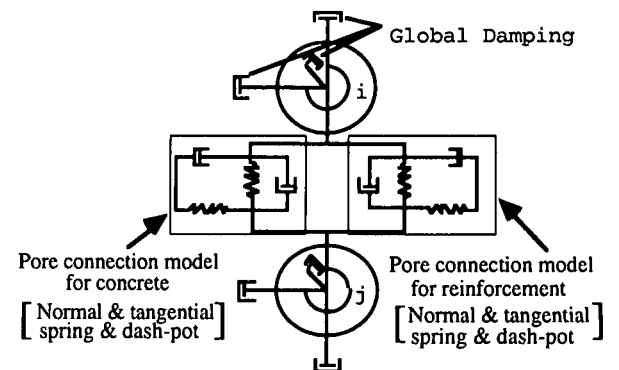 Global Damping
i
Pore connection model
for concrete
[ Normal & tangential
spring & dash-pot ]
j
Pore connection model
for reinforcement
[ Normal & tangential
spring & dash-pot ]